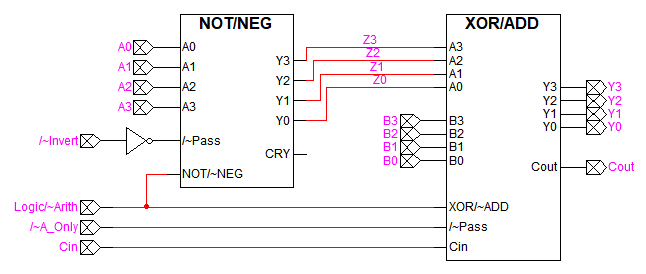 NOT/NEG
XOR/ADD
A0 A0
A1 A1
A2 A2
A3 A3
/~Invert /~Pass
Y3 Z3 A3
Y2 Z2 A2
Y1 Z1 A1
Y0 Z0 A0
CRY
NOT/~NEG
B3 B3
B2 B2
B1 B1
B0 B0
Y3 Y3
Y2 Y2
Y1 Y1
Y0 Y0
Cout Cout
Logic/~Arith XOR/~ADD
/~A_Only /~Pass
Cin Cin